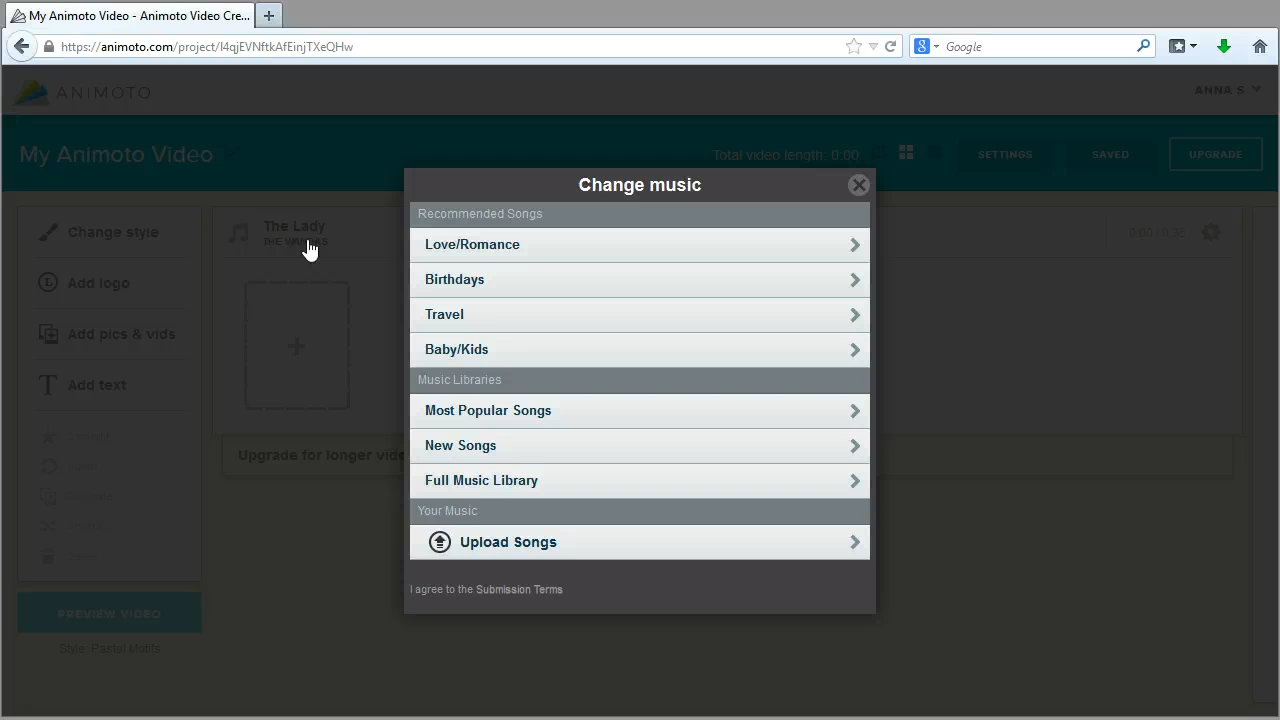 My Animoto Video - Animoto Video Cre...
https://animoto.com/project/I4qjEVNftkAfEinjTXeQHw
Google
ANIMOTO
ANNA S
My Animoto Video
Total video length: 0:00
SETTINGS
SAVED
UPGRADE
Change music
Recommended Songs
Love/Romance
Birthdays
Travel
Baby/Kids
Music Libraries
Most Popular Songs
New Songs
Full Music Library
Your Music
Upload Songs
I agree to the Submission Terms
Change style
Add logo
Add pics & vids
Add text
PREVIEW VIDEO
Style: Pastel Mobis
The Lady
THE
Upgrade for longer vide